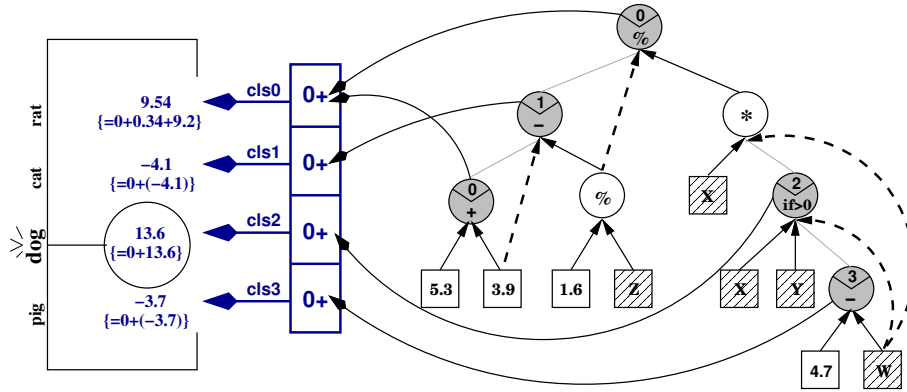 rat
9.54
{=0+0.34+9.2}
cls0
0+
cat
−4.1
{=0+(−4.1)}
cls1
0+
dog
13.6
{=0+13.6}
cls2
0+
pig
−3.7
{=0+(−3.7)}
cls3
0+
0
%
1
−
*
0
+
%
X
2
if>0
5.3
3.9
1.6
Z
X
Y
3
−
4.7
W